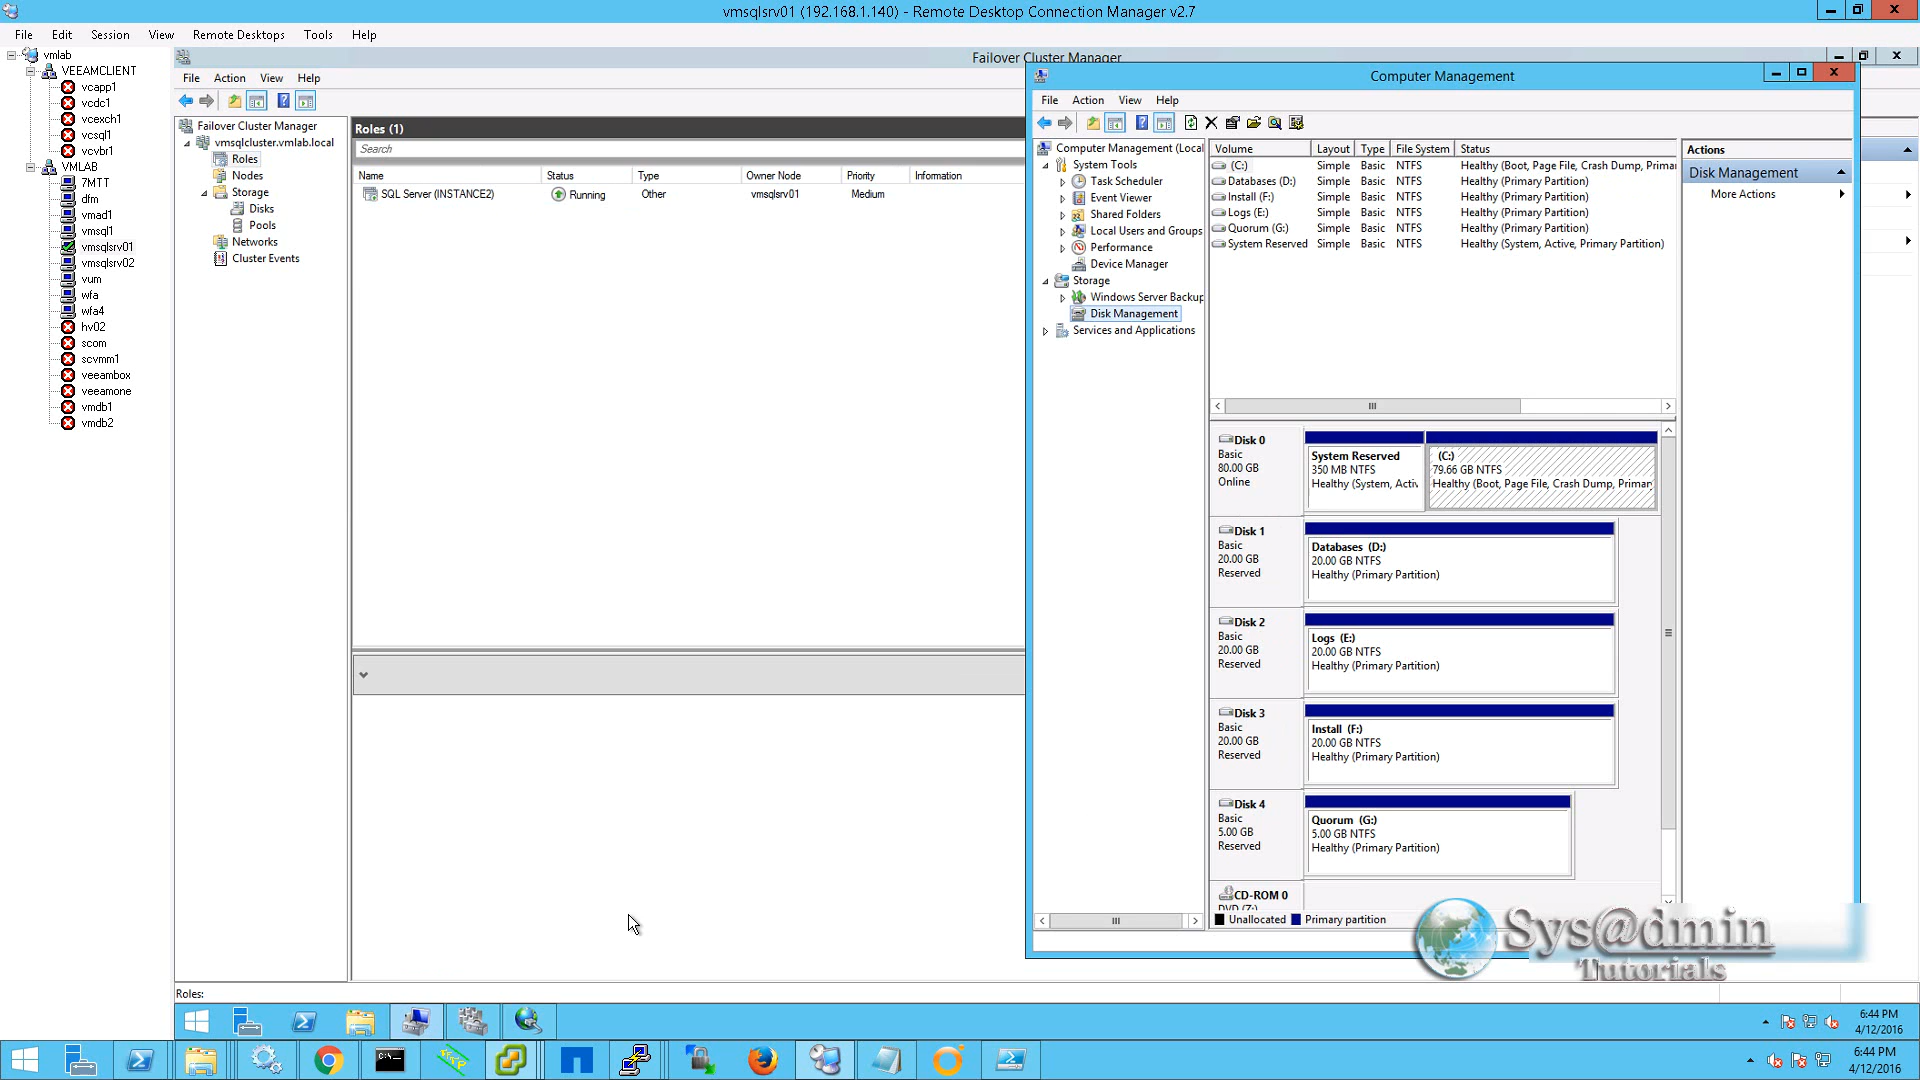 vmsqlsrv01 (192.168.1.140) - Remote Desktop Connection Manager v2.7
File Edit Session View Remote Desktops Tools Help
vmlab
VEEAMCLIENT
vcapp1
vcdc1
vcexch1
vcsql1
vcvbr1
VMLAB
7MTT
dfm
vmad1
vmsql1
vmsqlsrv01
vmsqlsrv02
vum
wfa
wfa4
hv02
scom
scvmm1
veeambox
veeamone
vmdb1
vmdb2
Failover Cluster Manager
File Action View Help
Failover Cluster Manager
vmsqlcluster.vmlab.local
Roles
Nodes
Storage
Disks
Pools
Networks
Cluster Events
Roles (1)
Search
Name Status Type Owner Node Priority Information
SQL Server (INSTANCE2) Running Other vmsqlsrv01 Medium
Roles:
Computer Management
File Action View Help
Computer Management (Local
System Tools
Task Scheduler
Event Viewer
Shared Folders
Local Users and Groups
Performance
Device Manager
Storage
Windows Server Backup
Disk Management
Services and Applications
Volume Layout Type File System Status
(C:) Simple Basic NTFS Healthy (Boot, Page File, Crash Dump, Primar
Databases (D:) Simple Basic NTFS Healthy (Primary Partition)
Install (F:) Simple Basic NTFS Healthy (Primary Partition)
Logs (E:) Simple Basic NTFS Healthy (Primary Partition)
Quorum (G:) Simple Basic NTFS Healthy (Primary Partition)
System Reserved Simple Basic NTFS Healthy (System, Active, Primary Partition)
Actions
Disk Management
More Actions
Disk 0
Basic
80.00 GB
Online
System Reserved
350 MB NTFS
Healthy (System, Activ
(C:)
79.66 GB NTFS
Healthy (Boot, Page File, Crash Dump, Primar
Disk 1
Basic
20.00 GB
Reserved
Databases (D:)
20.00 GB NTFS
Healthy (Primary Partition)
Disk 2
Basic
20.00 GB
Reserved
Logs (E:)
20.00 GB NTFS
Healthy (Primary Partition)
Disk 3
Basic
20.00 GB
Reserved
Install (F:)
20.00 GB NTFS
Healthy (Primary Partition)
Disk 4
Basic
5.00 GB
Reserved
Quorum (G:)
5.00 GB NTFS
Healthy (Primary Partition)
CD-ROM 0
DVD (Z:)
Unallocated Primary partition
Sys@dmin
Tutorials
6:44 PM
4/12/2016
6:44 PM
4/12/2016